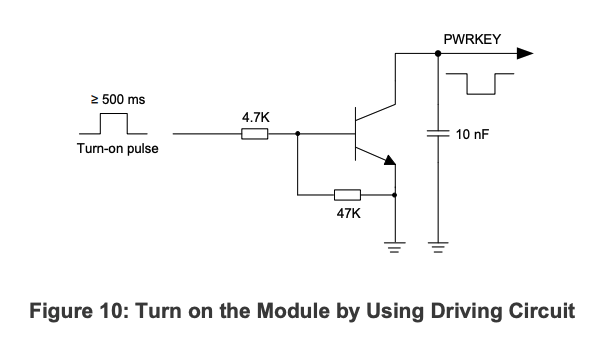 PWRKEY
≥ 500 ms
4.7K
10 nF
Turn-on pulse
47K
Figure 10: Turn on the Module by Using Driving Circuit